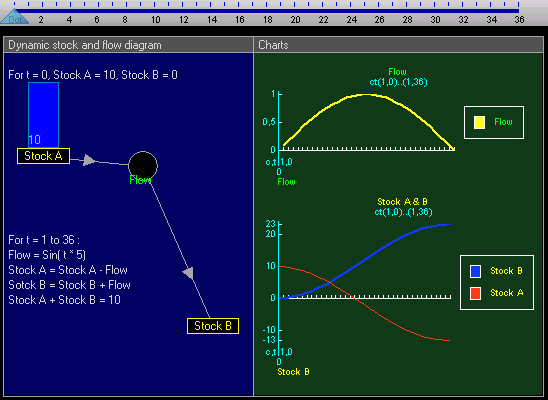 0 2 4 6 8 10 12 14 16 18 20 22 24 26 28 30 32 34 36
Dynamic stock and flow diagram
For t = 0, Stock A = 10, Stock B = 0
10
Stock A
Flow
For t = 1 to 36 :
Flow = Sin( t * 5)
Stock A = Stock A - Flow
Sotck B = Stock B + Flow
Stock A + Stock B = 10
Stock B
Charts
Flow
ct(1,0)..(1,36)
1
0,5
0
c,t|1,0
0
Flow
Flow
Stock A & B
ct(1,0)..(1,36)
23
20
10
0
-10
-13
c,t|1,0
0
Stock B
Stock B
Stock A